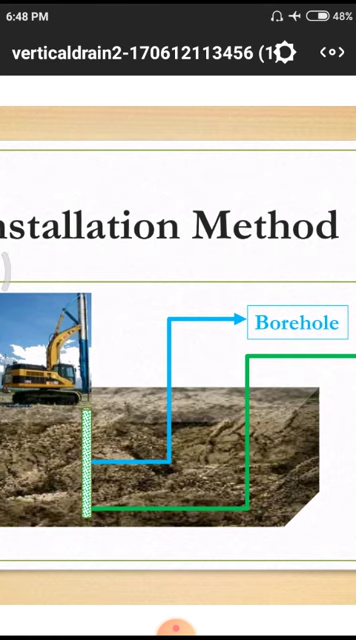 6:48 PM
48%
verticaldrain2-170612113456 (1
nstallation Method
Borehole